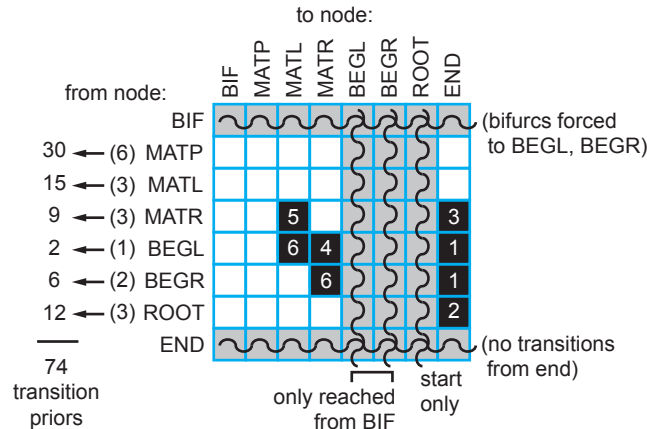 to node:
BIF MATP MATL MATR BEGL BEGR ROOT END
from node:
BIF (bifurcs forced
to BEGL, BEGR)
30 (6) MATP
15 (3) MATL
9 (3) MATR 5 3
2 (1) BEGL 6 4 1
6 (2) BEGR 6 1
12 (3) ROOT 2
END (no transitions
from end)
74
transition
priors
only reached
from BIF
start
only